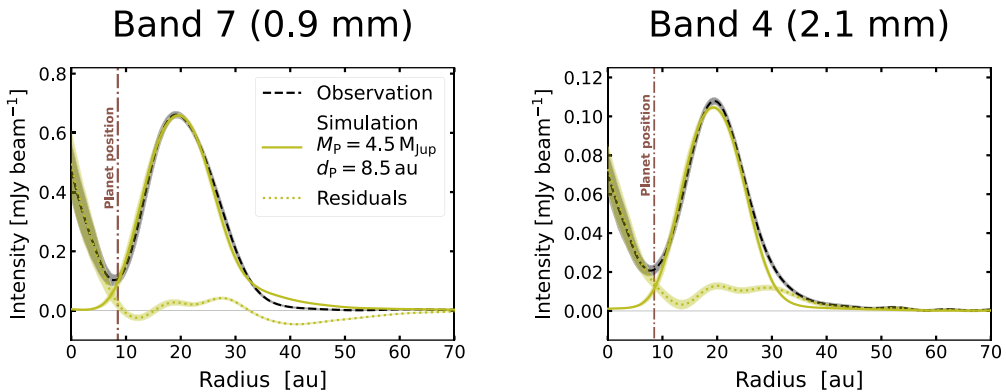 Band 7 (0.9 mm)
Band 4 (2.1 mm)
0.8
0.6
0.4
0.2
0.0
Intensity [mJy beam⁻¹]
Planet position
Observation
Simulation
M_P = 4.5 M_Jup
d_P = 8.5 au
Residuals
0 10 20 30 40 50 60 70
Radius [au]
0.12
0.10
0.08
0.06
0.04
0.02
0.00
Intensity [mJy beam⁻¹]
Planet position
0 10 20 30 40 50 60 70
Radius [au]